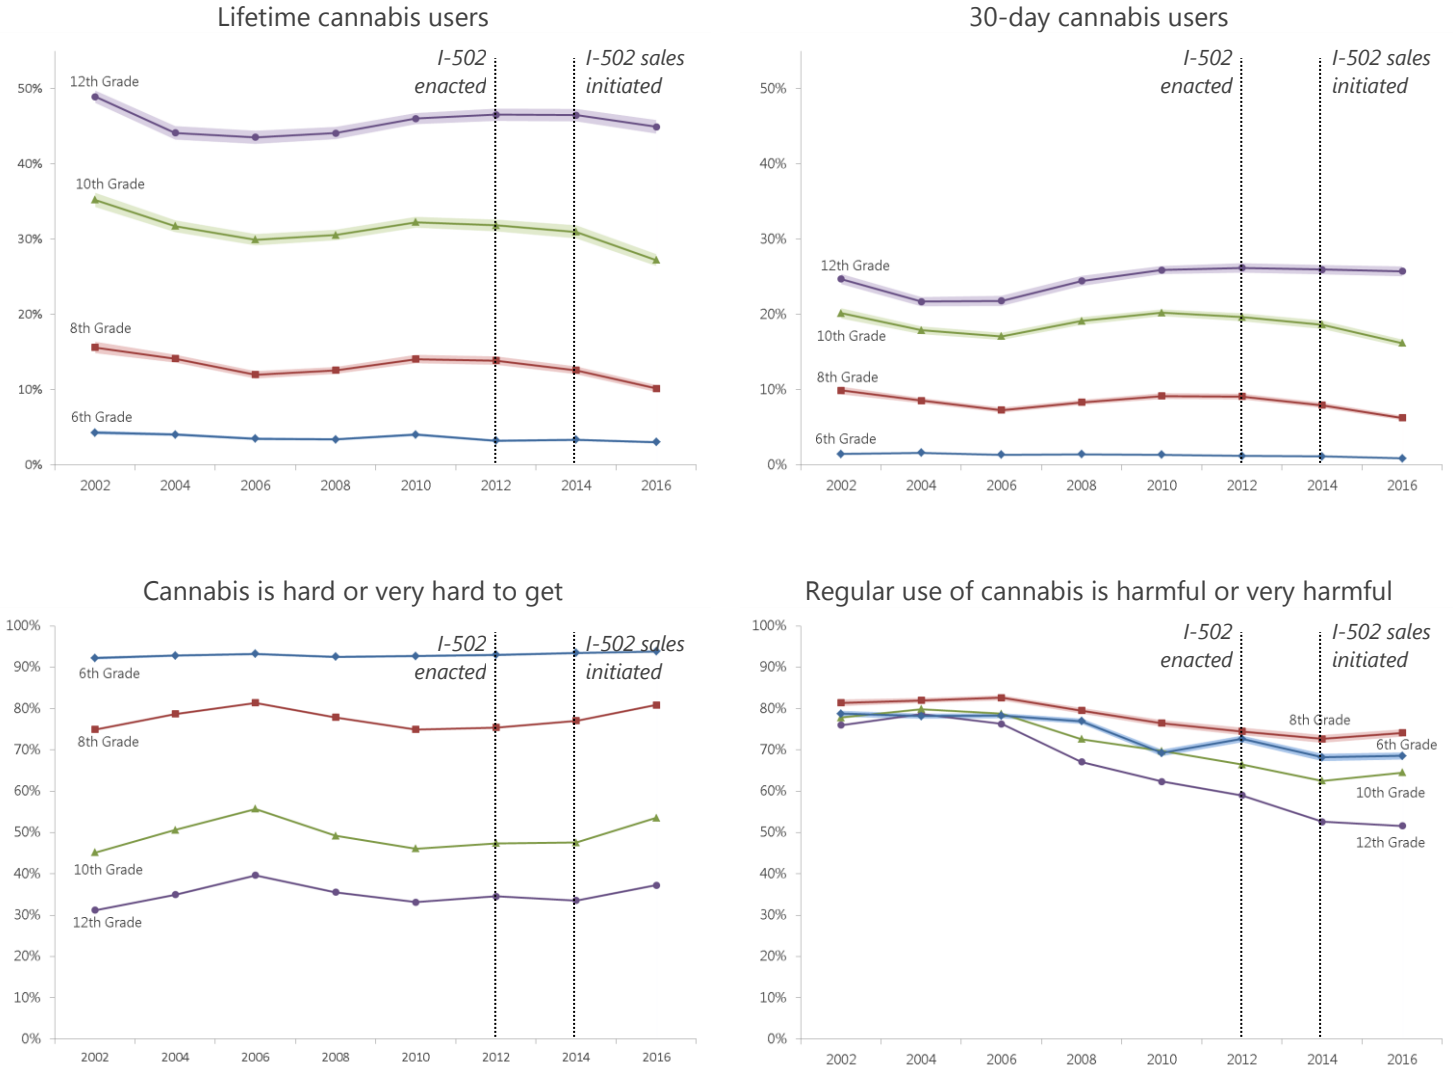 Lifetime cannabis users
I-502
enacted
I-502 sales
initiated
50%
40%
30%
20%
10%
0%
12th Grade
10th Grade
8th Grade
6th Grade
2002 2004 2006 2008 2010 2012 2014 2016
30-day cannabis users
I-502
enacted
I-502 sales
initiated
50%
40%
30%
20%
10%
0%
12th Grade
10th Grade
8th Grade
6th Grade
2002 2004 2006 2008 2010 2012 2014 2016
Cannabis is hard or very hard to get
I-502
enacted
I-502 sales
initiated
100%
90%
80%
70%
60%
50%
40%
30%
20%
10%
0%
6th Grade
8th Grade
10th Grade
12th Grade
2002 2004 2006 2008 2010 2012 2014 2016
Regular use of cannabis is harmful or very harmful
I-502
enacted
I-502 sales
initiated
100%
90%
80%
70%
60%
50%
40%
30%
20%
10%
0%
8th Grade
6th Grade
10th Grade
12th Grade
2002 2004 2006 2008 2010 2012 2014 2016